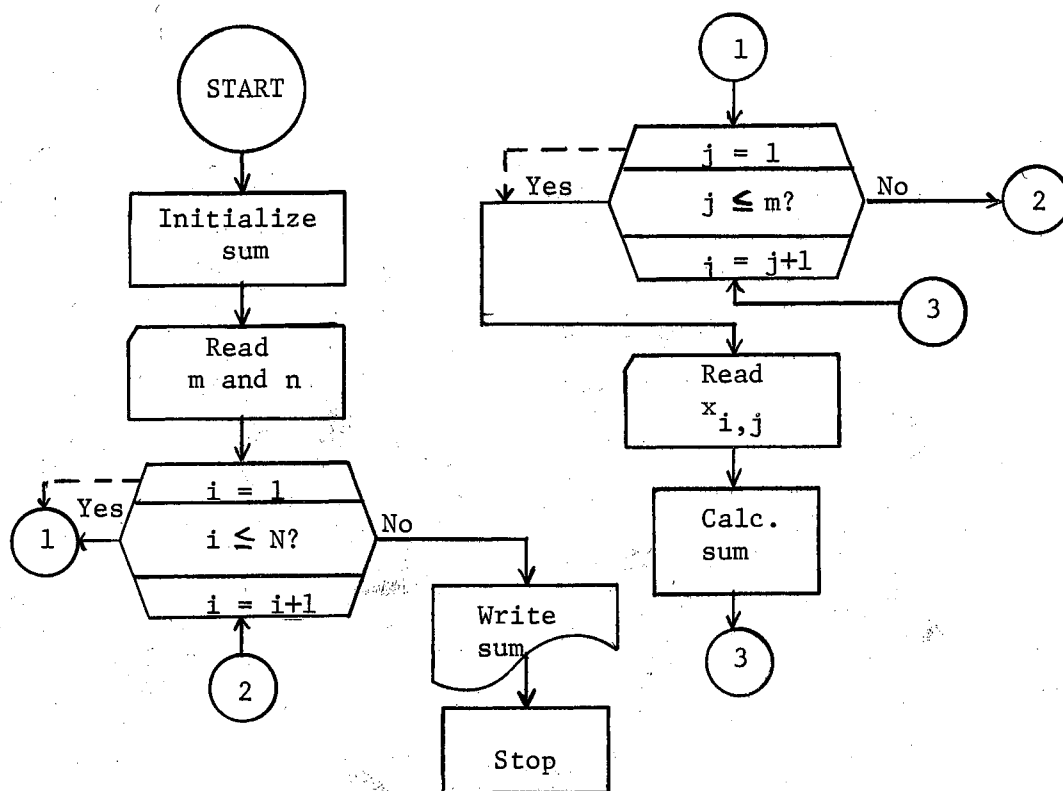 START
Initialize
sum
Read
m and n
i = 1
Yes
i ≤ N?
No
1
i = i+1
2
Write
sum
Stop
1
j = 1
Yes
j ≤ m?
No
2
j = j+1
3
Read
x i,j
Calc.
sum
3